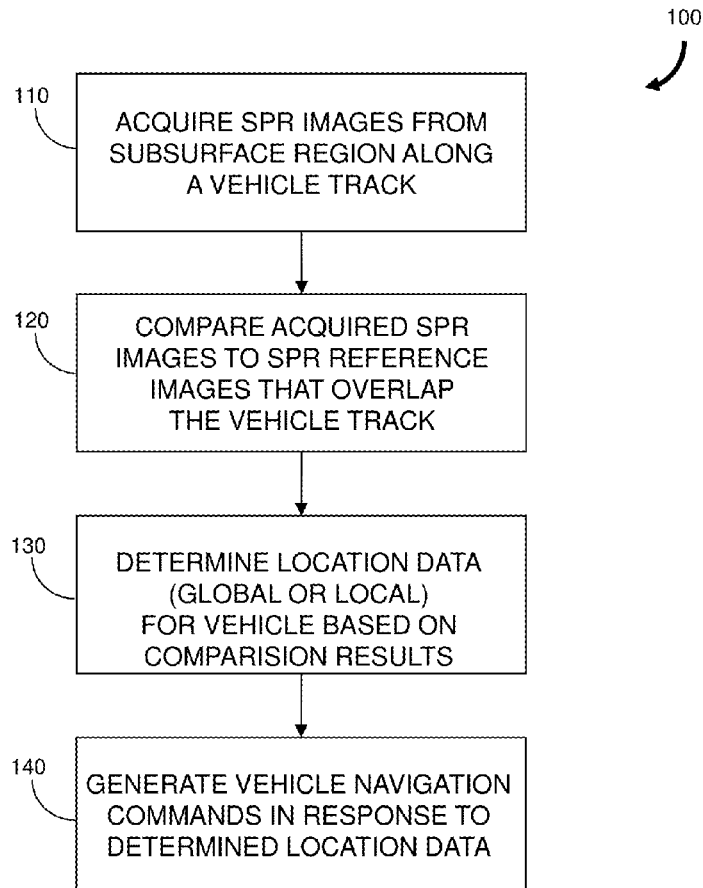 100
110
ACQUIRE SPR IMAGES FROM
SUBSURFACE REGION ALONG
A VEHICLE TRACK
120
COMPARE ACQUIRED SPR
IMAGES TO SPR REFERENCE
IMAGES THAT OVERLAP
THE VEHICLE TRACK
130
DETERMINE LOCATION DATA
(GLOBAL OR LOCAL)
FOR VEHICLE BASED ON
COMPARISION RESULTS
140
GENERATE VEHICLE NAVIGATION
COMMANDS IN RESPONSE TO
DETERMINED LOCATION DATA